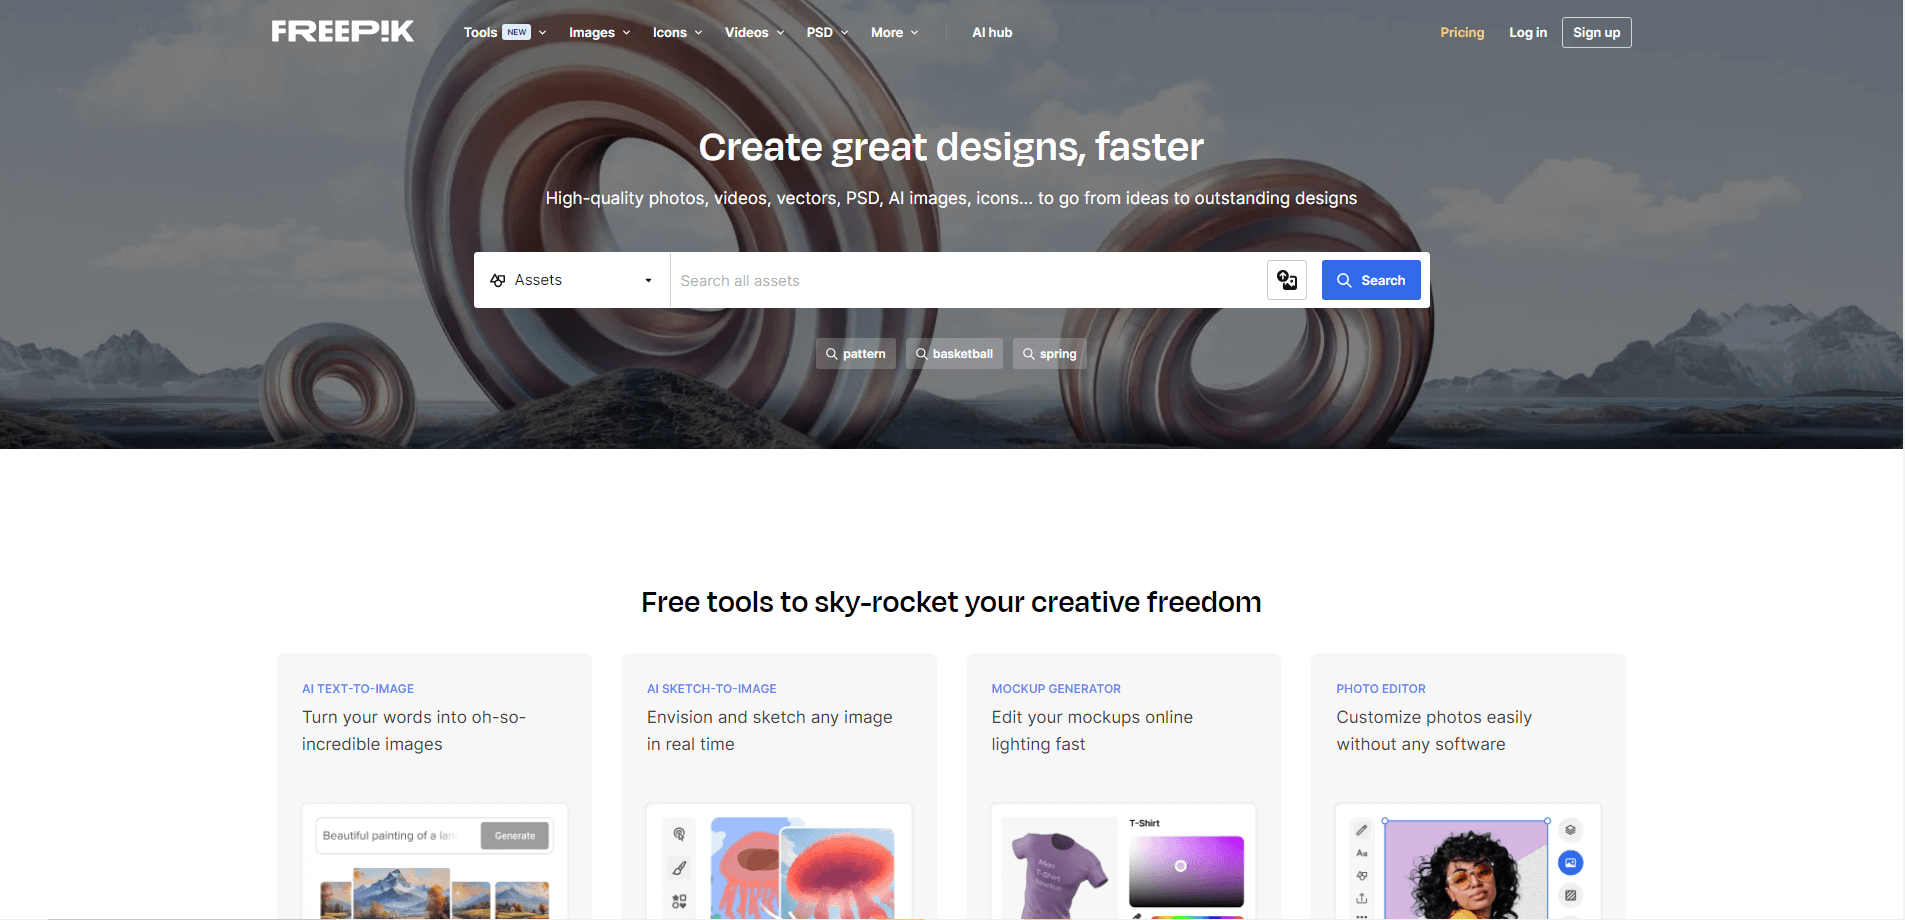 FREEPIK
Tools NEW Images Icons Videos PSD More AI hub Pricing Log in Sign up
Create great designs, faster
High-quality photos, videos, vectors, PSD, AI images, icons... to go from ideas to outstanding designs
Assets Search all assets Search
pattern basketball spring
Free tools to sky-rocket your creative freedom
AI TEXT-TO-IMAGE
Turn your words into oh-so-
incredible images
Beautiful painting of a lan Generate
AI SKETCH-TO-IMAGE
Envision and sketch any image
in real time
MOCKUP GENERATOR
Edit your mockups online
lighting fast
T-Shirt
Men
T-Shirt
Mockup
PHOTO EDITOR
Customize photos easily
without any software
Aa